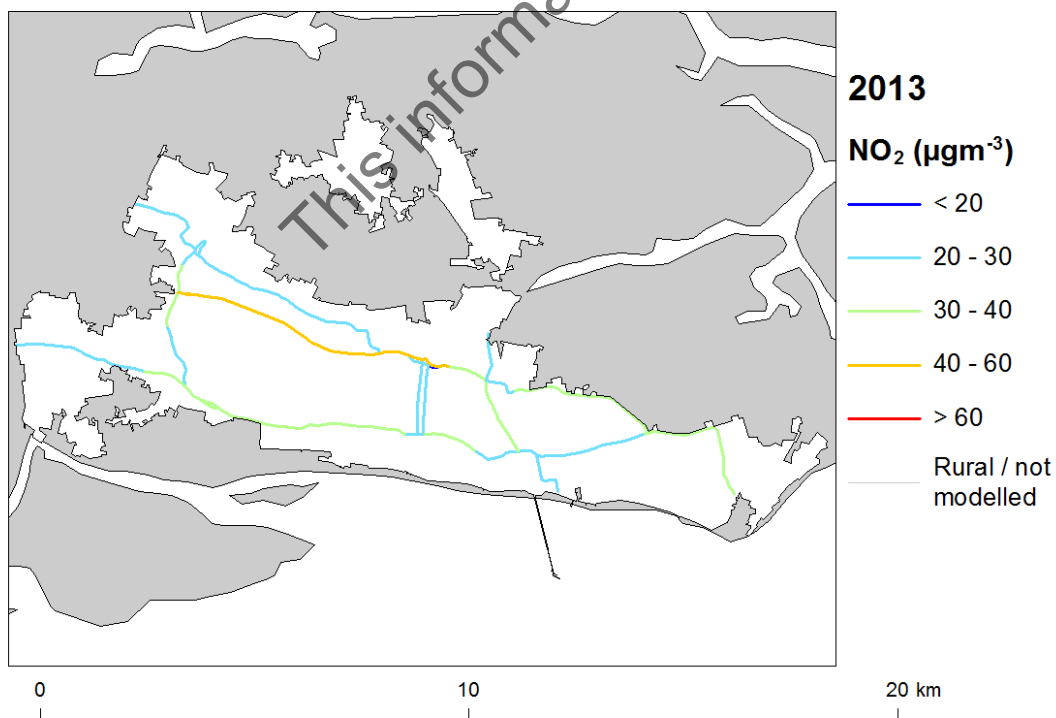 This informa
2013
NO₂ (µgm⁻³)
< 20
20 - 30
30 - 40
40 - 60
> 60
Rural / not
modelled
0 10 20 km